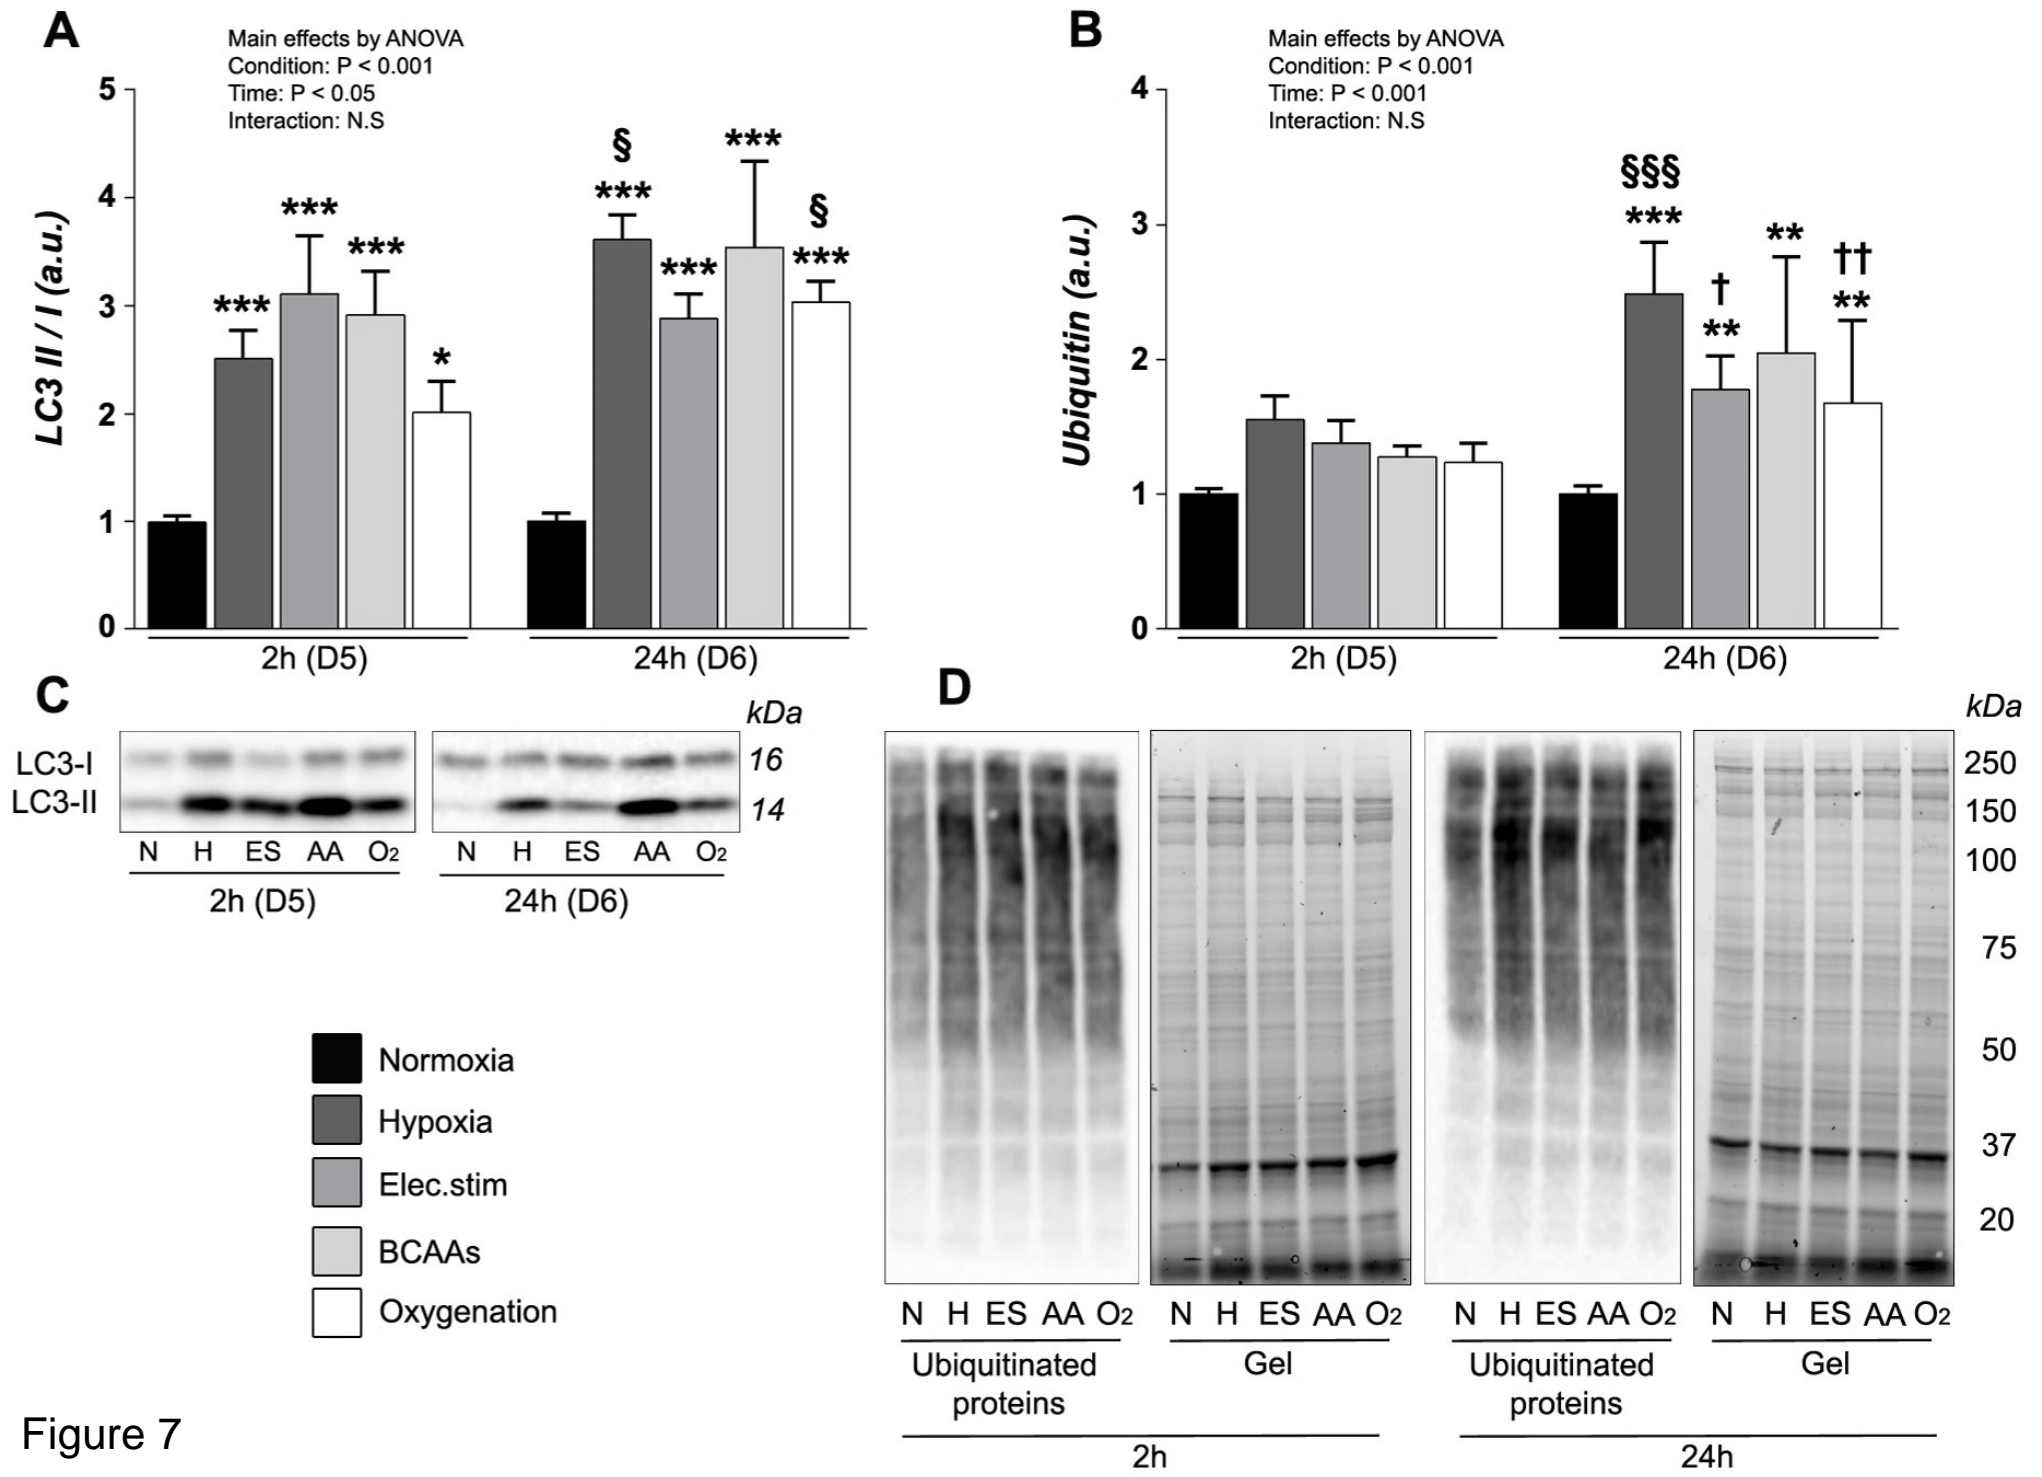 A
Main effects by ANOVA
Condition: P < 0.001
Time: P < 0.05
Interaction: N.S
5
4
3
2
1
0
LC3 II / I (a.u.)
***
***
***
*
§
***
***
***
§
***
2h (D5)
24h (D6)
B
Main effects by ANOVA
Condition: P < 0.001
Time: P < 0.001
Interaction: N.S
4
3
2
1
0
Ubiquitin (a.u.)
§§§
***
†
**
**
††
**
2h (D5)
24h (D6)
C
kDa
LC3-I
16
LC3-II
14
N H ES AA O2
N H ES AA O2
2h (D5)
24h (D6)
Normoxia
Hypoxia
Elec.stim
BCAAs
Oxygenation
D
kDa
250
150
100
75
50
37
20
N H ES AA O2
N H ES AA O2
N H ES AA O2
N H ES AA O2
Ubiquitinated
proteins
Gel
Ubiquitinated
proteins
Gel
2h
24h
Figure 7